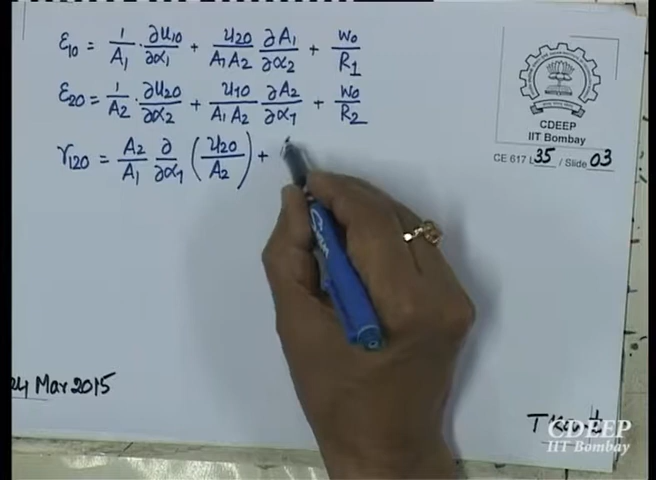 ε₁₀ = 1/A₁ · ∂u₁₀/∂α₁ + u₂₀/A₁A₂ ∂A₁/∂α₂ + w₀/R₁
ε₂₀ = 1/A₂ · ∂u₂₀/∂α₂ + u₁₀/A₁A₂ ∂A₂/∂α₁ + w₀/R₂
γ₁₂₀ = A₂/A₁ ∂/∂α₁ (u₂₀/A₂) +
CDEEP
IIT Bombay
CE 617 L 35 / Slide 03
24 Mar 2015
CDEEP
IIT Bombay